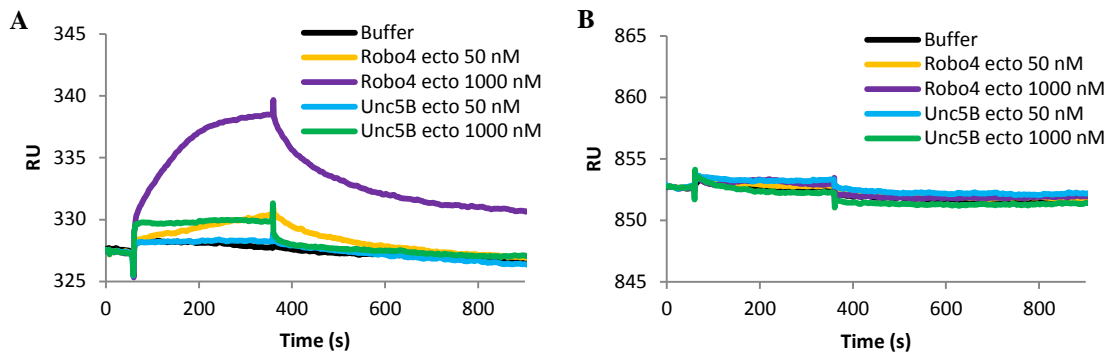 A
Buffer
Robo4 ecto 50 nM
Robo4 ecto 1000 nM
Unc5B ecto 50 nM
Unc5B ecto 1000 nM
345
340
335
330
325
RU
0 200 400 600 800
Time (s)
B
Buffer
Robo4 ecto 50 nM
Robo4 ecto 1000 nM
Unc5B ecto 50 nM
Unc5B ecto 1000 nM
865
860
855
850
845
RU
0 200 400 600 800
Time (s)